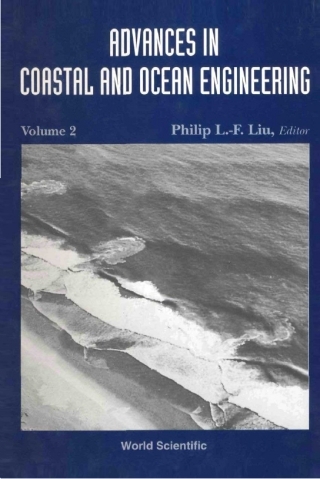 ADVANCES IN
COASTAL AND OCEAN ENGINEERING
Volume 2 Philip L.-F. Liu, Editor
World Scientific